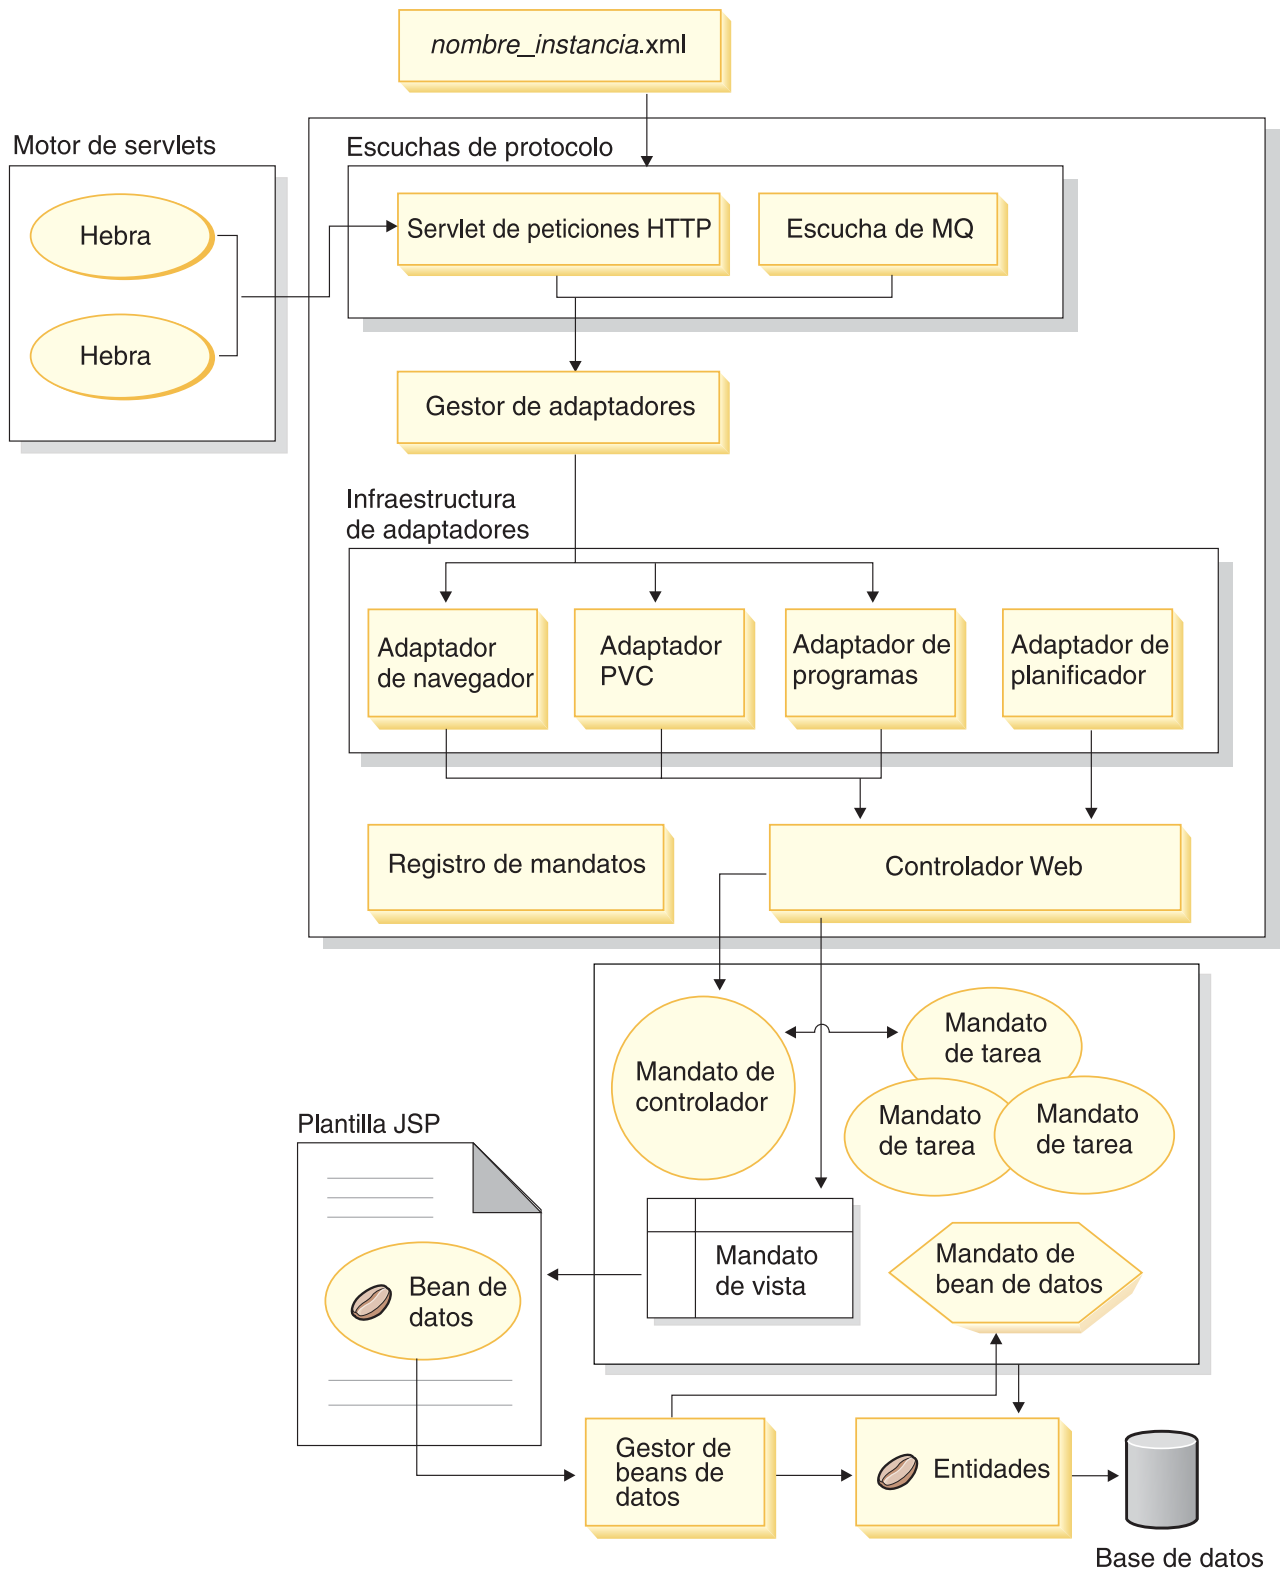 nombre_instancia.xml
Motor de servlets
Hebra
Hebra
Escuchas de protocolo
Servlet de peticiones HTTP
Escucha de MQ
Gestor de adaptadores
Infraestructura
de adaptadores
Adaptador
de navegador
Adaptador
PVC
Adaptador de
programas
Adaptador de
planificador
Registro de mandatos
Controlador Web
Mandato de
controlador
Mandato
de tarea
Mandato
de tarea
Mandato
de tarea
Plantilla JSP
Bean de
datos
Mandato
de vista
Mandato de
bean de datos
Gestor de
beans de
datos
Entidades
Base de datos